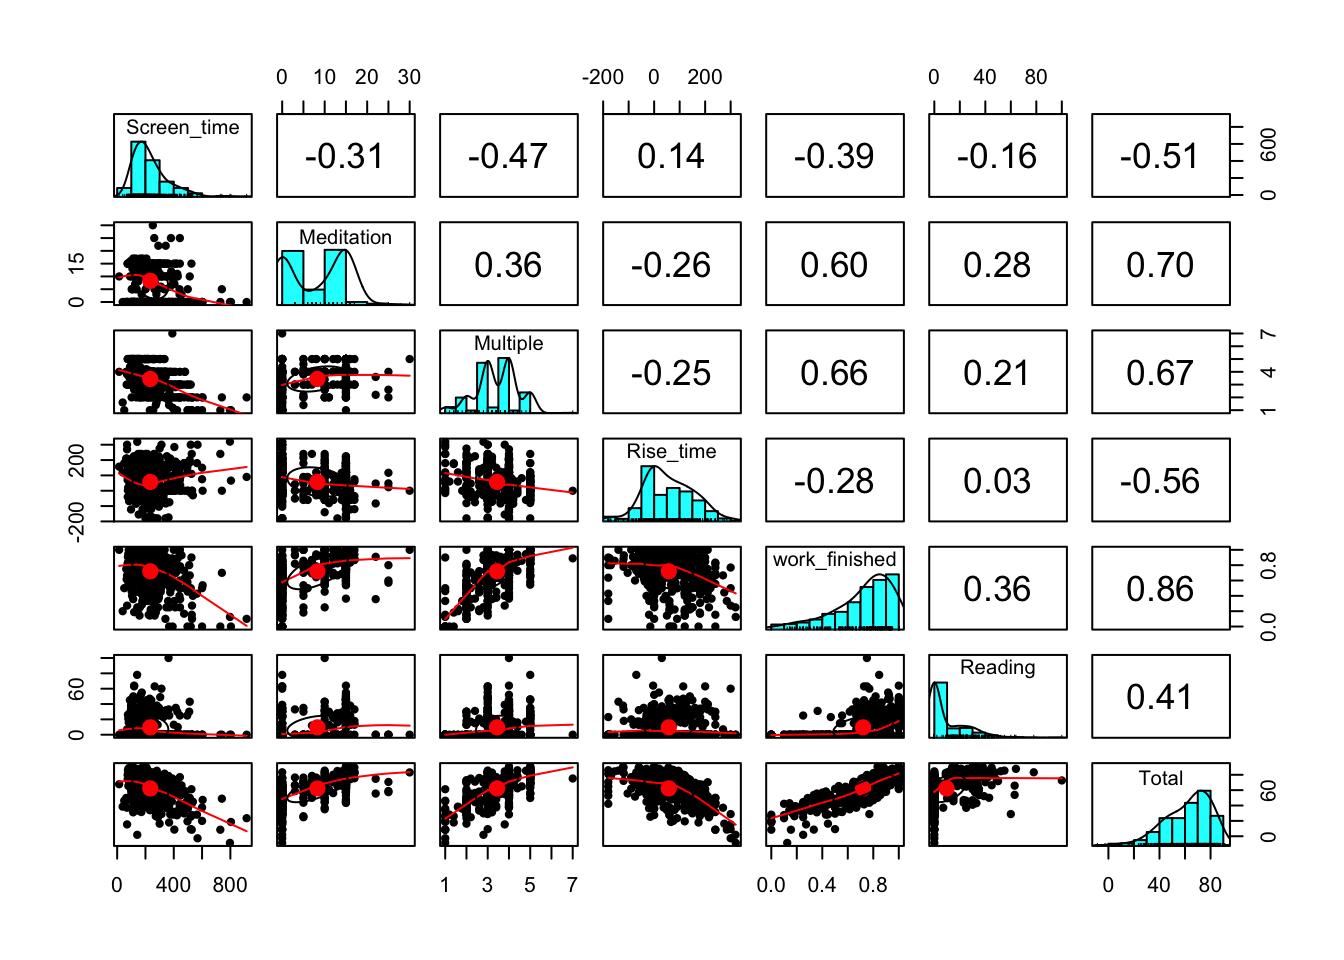 0 10 20 30 -200 0 200 0 40 80
Screen_time -0.31 -0.47 0.14 -0.39 -0.16 -0.51 0 600
0 15 Meditation 0.36 -0.26 0.60 0.28 0.70
Multiple -0.25 0.66 0.21 0.67 1 4 7
-200 200 Rise_time -0.28 0.03 -0.56
work_finished 0.36 0.86 0.0 0.8
0 60 Reading 0.41
Total 0 60
0 400 800 1 3 5 7 0.0 0.4 0.8 0 40 80